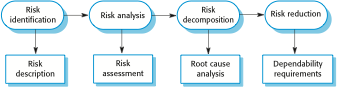 Risk
identification
Risk analysis
Risk
decomposition
Risk reduction
Risk
description
Risk
assessment
Root cause
analysis
Dependability
requirements